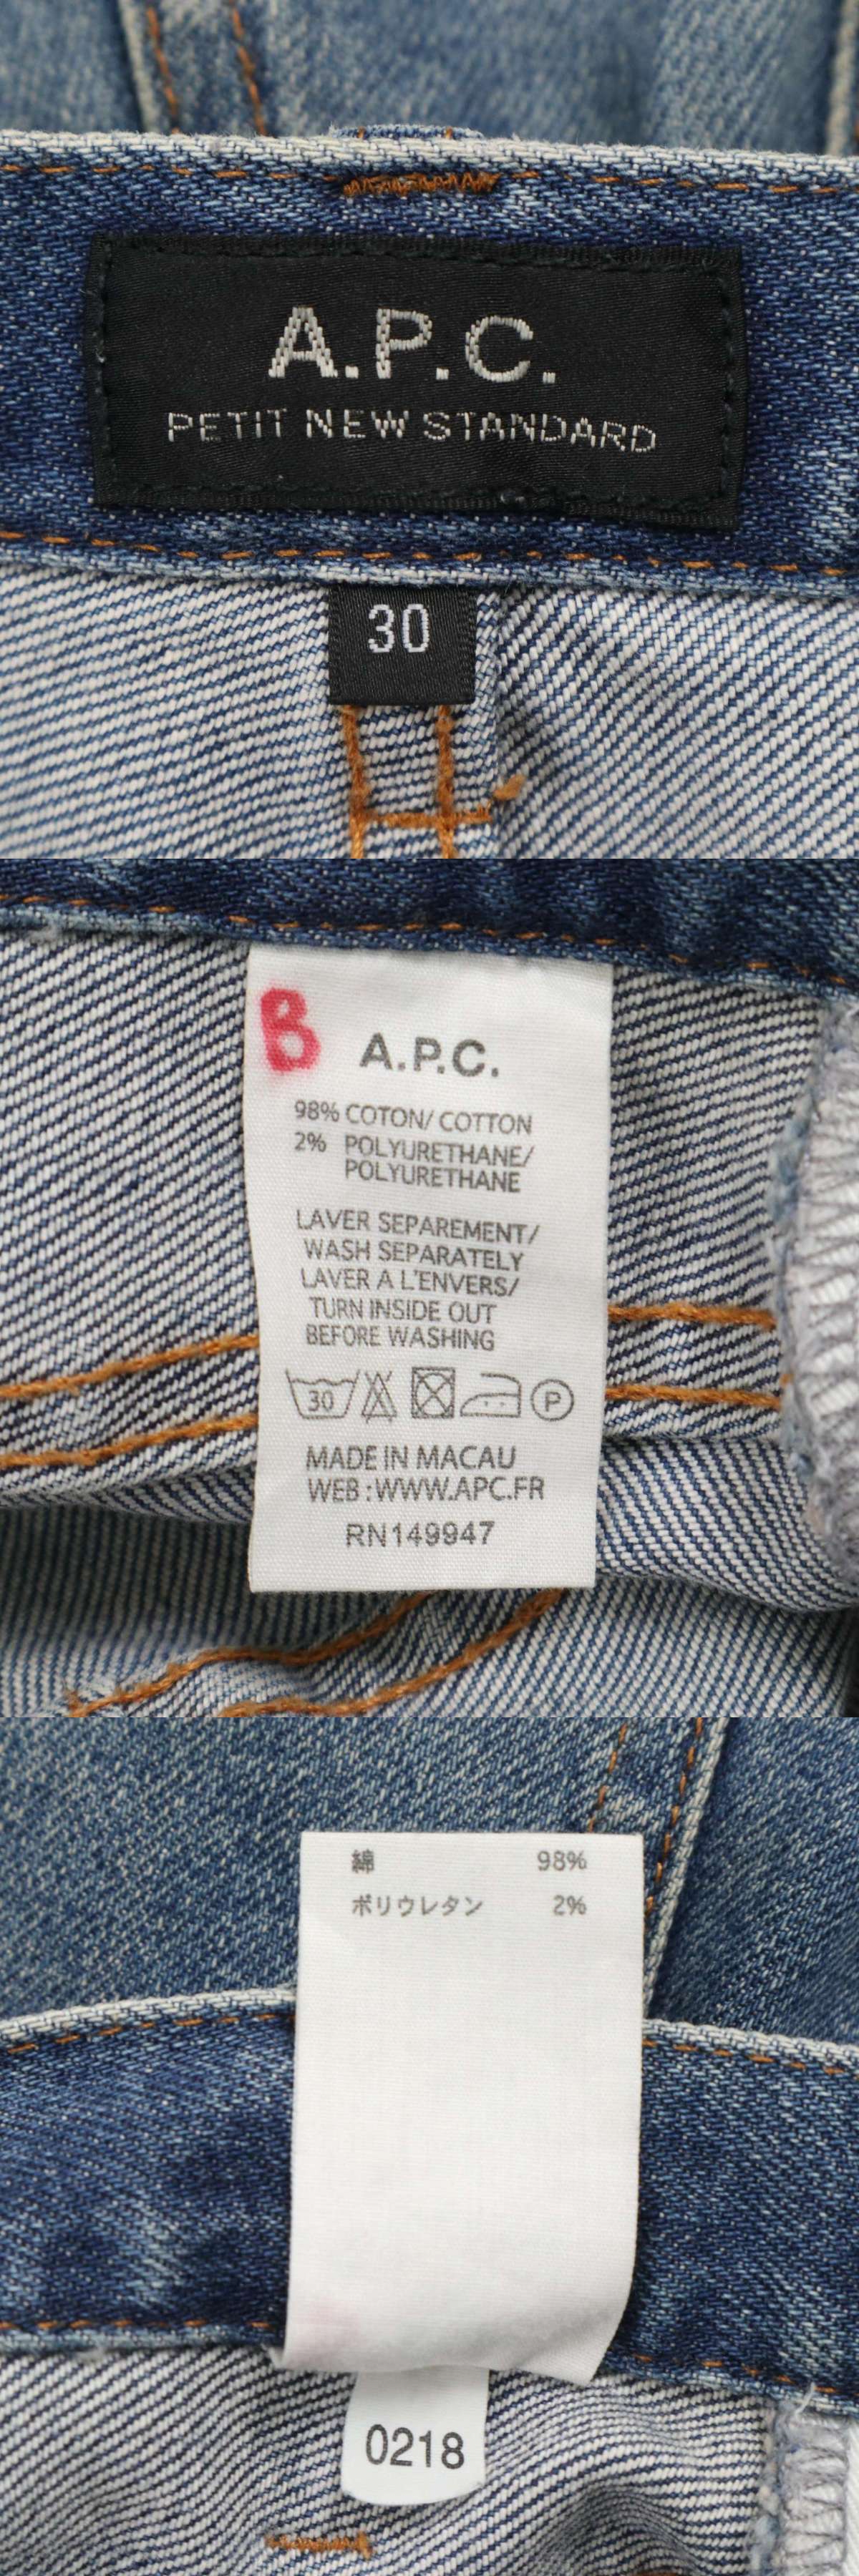 A.P.C.
PETIT NEW STANDARD
30
B
A.P.C.
98% COTON/ COTTON
2% POLYURETHANE/
POLYURETHANE
LAVER SEPAREMENT/
WASH SEPARATELY
LAVER A L'ENVERS/
TURN INSIDE OUT
BEFORE WASHING
30
P
MADE IN MACAU
WEB : WWW.APC.FR
RN149947
綿 98%
ポリウレタン 2%
0218